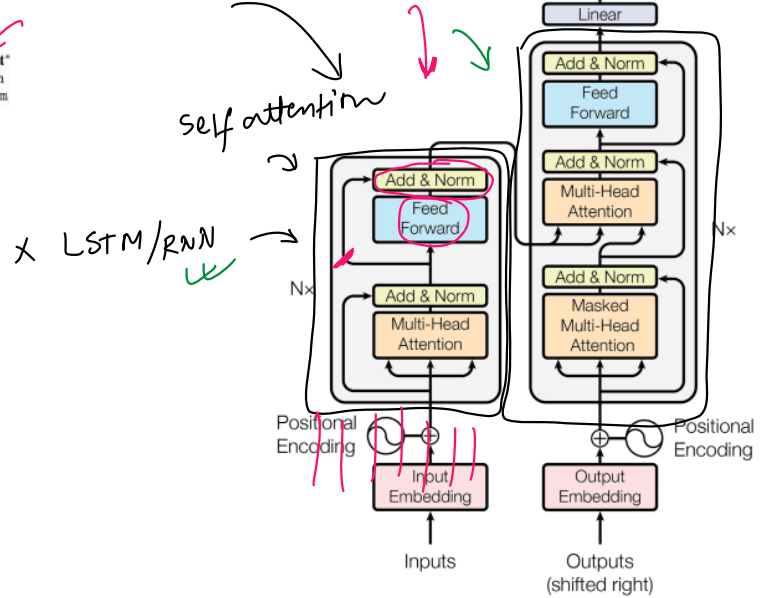 Linear
t*
n
m
Add & Norm
Feed
Forward
self attention
Add & Norm
Multi-Head
Attention
Add & Norm
Feed
Forward
Nx
x LSTM/RNN
Add & Norm
Masked
Multi-Head
Attention
Nx
Add & Norm
Multi-Head
Attention
Positional
Encoding
Positional
Encoding
Input
Embedding
Output
Embedding
Inputs
Outputs
(shifted right)